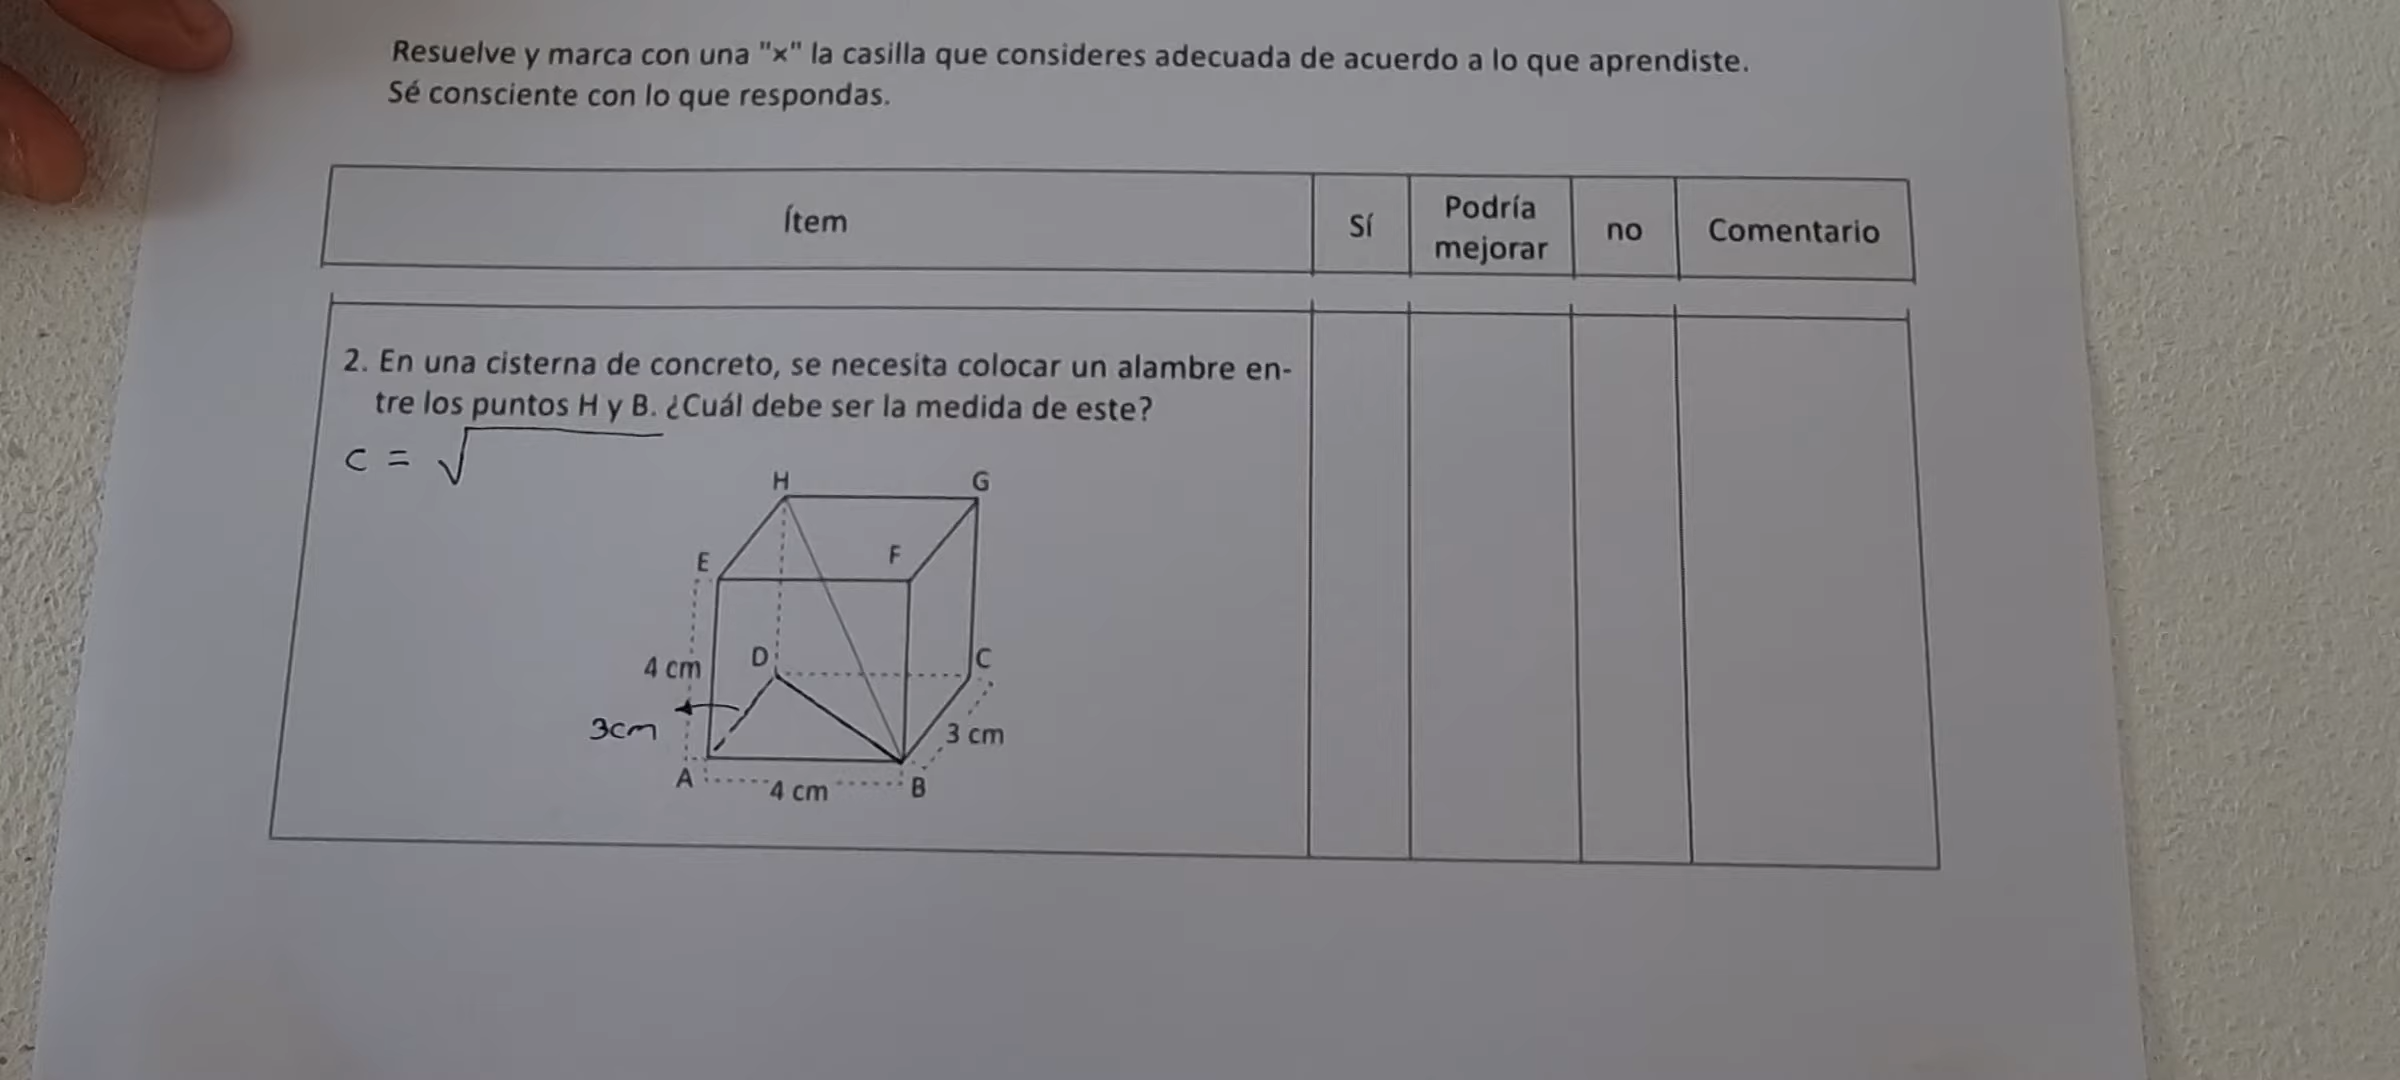 Resuelve y marca con una "x" la casilla que consideres adecuada de acuerdo a lo que aprendiste.
Sé consciente con lo que respondas.
Ítem
Sí
Podría
mejorar
no
Comentario
2. En una cisterna de concreto, se necesita colocar un alambre en-
tre los puntos H y B. ¿Cuál debe ser la medida de este?
c = √
H
G
E
F
4 cm
D
C
3cm
3 cm
A
4 cm
B